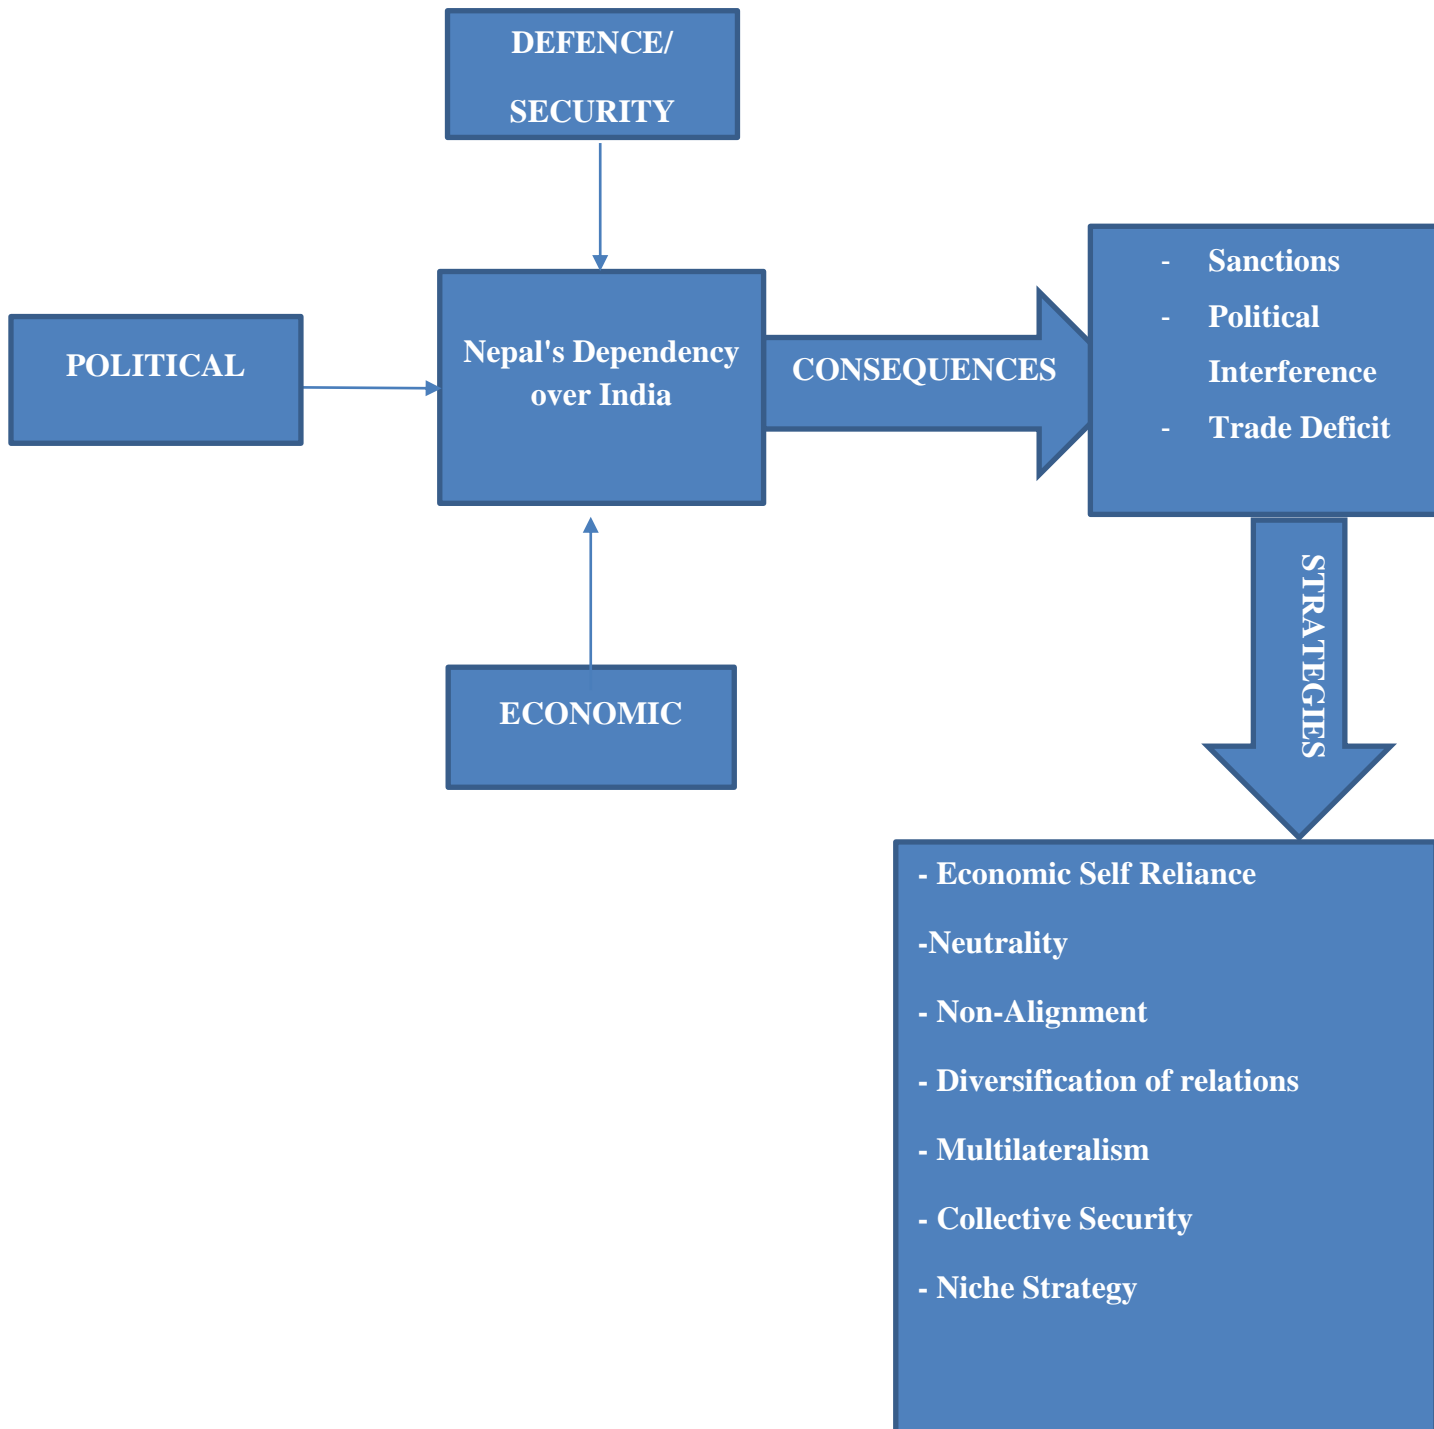 DEFENCE/
SECURITY
POLITICAL
Nepal's Dependency
over India
CONSEQUENCES
- Sanctions
- Political
Interference
- Trade Deficit
ECONOMIC
STRATEGIES
- Economic Self Reliance
-Neutrality
- Non-Alignment
- Diversification of relations
- Multilateralism
- Collective Security
- Niche Strategy